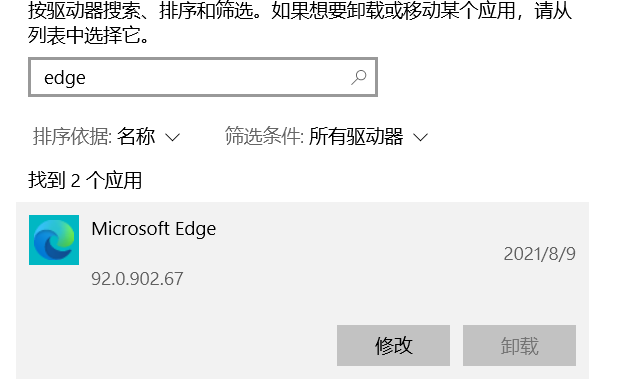 按驱动器搜索、排序和筛选。如果想要卸载或移动某个应用，请从
列表中选择它。
edge
排序依据: 名称 筛选条件: 所有驱动器
找到 2 个应用
Microsoft Edge
2021/8/9
92.0.902.67
修改 卸载